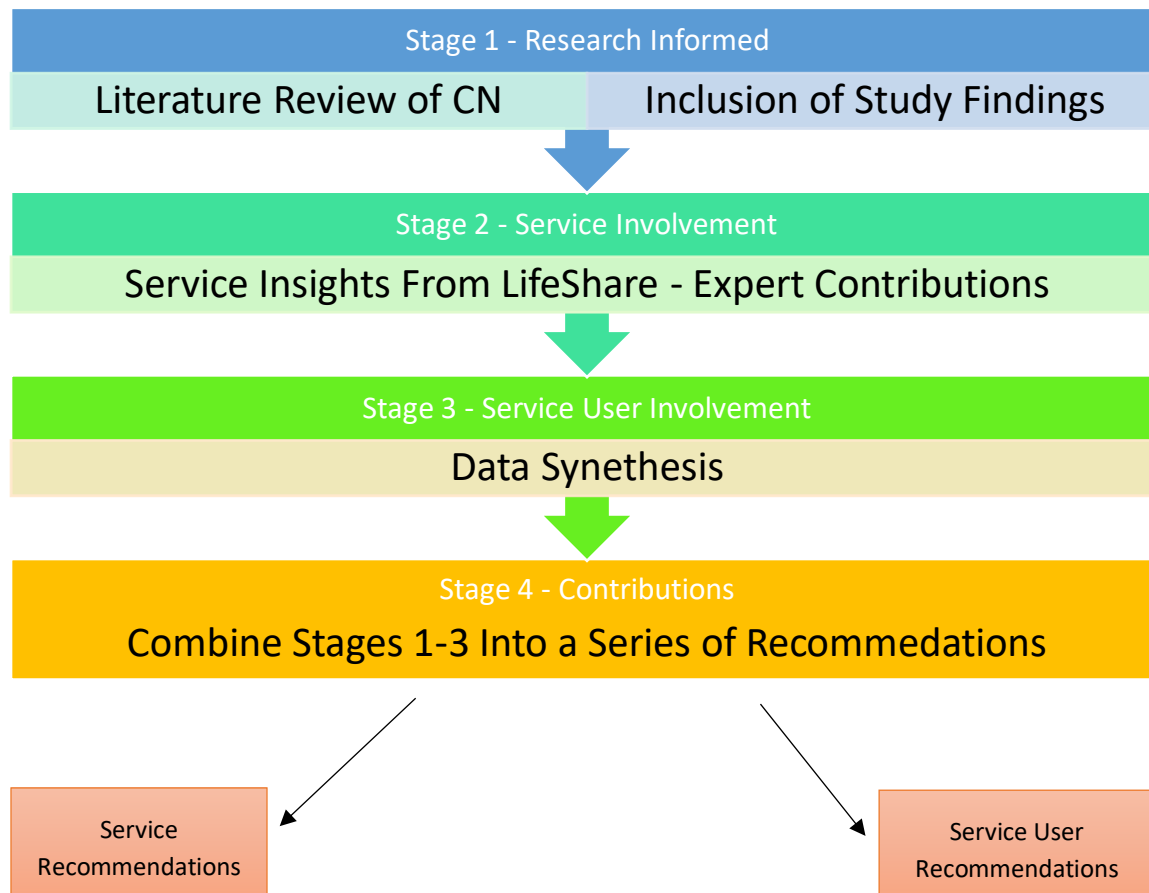 Stage 1 - Research Informed
Literature Review of CN
Inclusion of Study Findings
Stage 2 - Service Involvement
Service Insights From LifeShare - Expert Contributions
Stage 3 - Service User Involvement
Data Synethesis
Stage 4 - Contributions
Combine Stages 1-3 Into a Series of Recommedations
Service
Recommendations
Service User
Recommendations